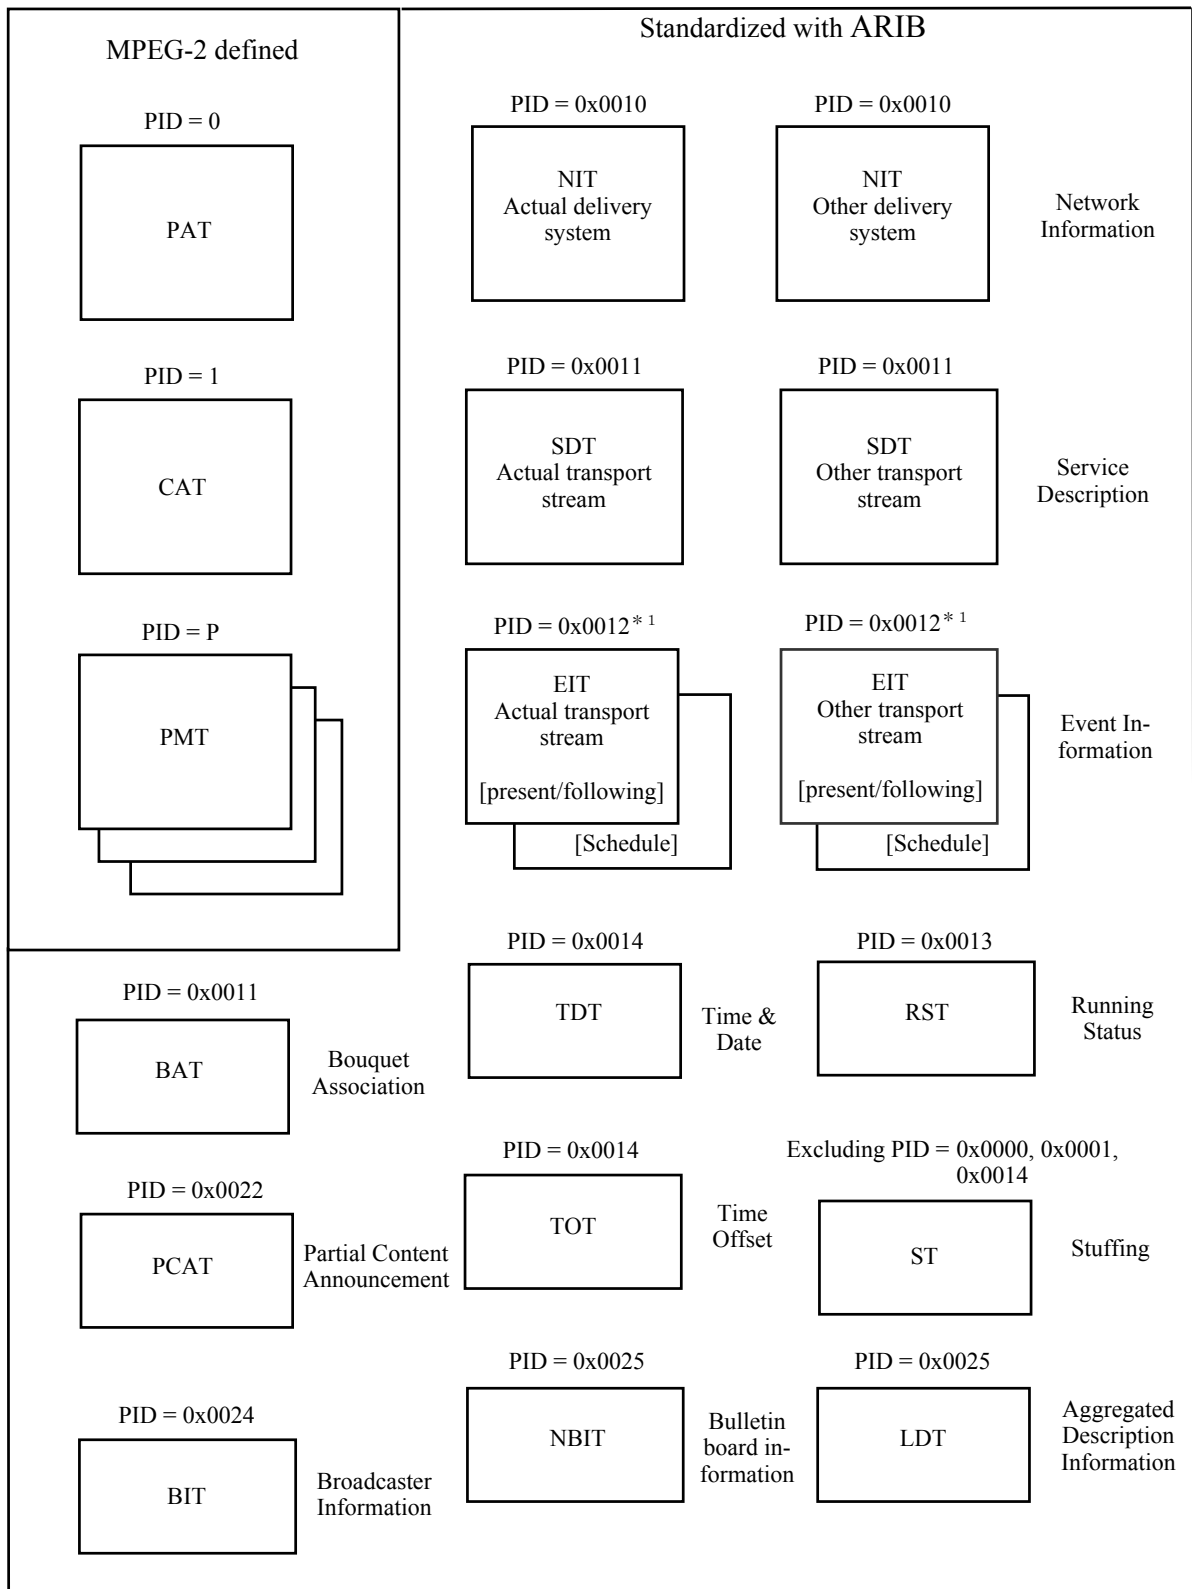 MPEG-2 defined
Standardized with ARIB
PID = 0
PAT
PID = 1
CAT
PID = P
PMT
PID = 0x0010
NIT
Actual delivery
system
PID = 0x0010
NIT
Other delivery
system
Network
Information
PID = 0x0011
SDT
Actual transport
stream
PID = 0x0011
SDT
Other transport
stream
Service
Description
PID = 0x0012*1
EIT
Actual transport
stream
[present/following]
[Schedule]
PID = 0x0012*1
EIT
Other transport
stream
[present/following]
[Schedule]
Event In-
formation
PID = 0x0011
BAT
Bouquet
Association
PID = 0x0014
TDT
Time &
Date
PID = 0x0013
RST
Running
Status
PID = 0x0022
PCAT
Partial Content
Announcement
PID = 0x0014
TOT
Time
Offset
Excluding PID = 0x0000, 0x0001,
0x0014
ST
Stuffing
PID = 0x0024
BIT
Broadcaster
Information
PID = 0x0025
NBIT
Bulletin
board in-
formation
PID = 0x0025
LDT
Aggregated
Description
Information